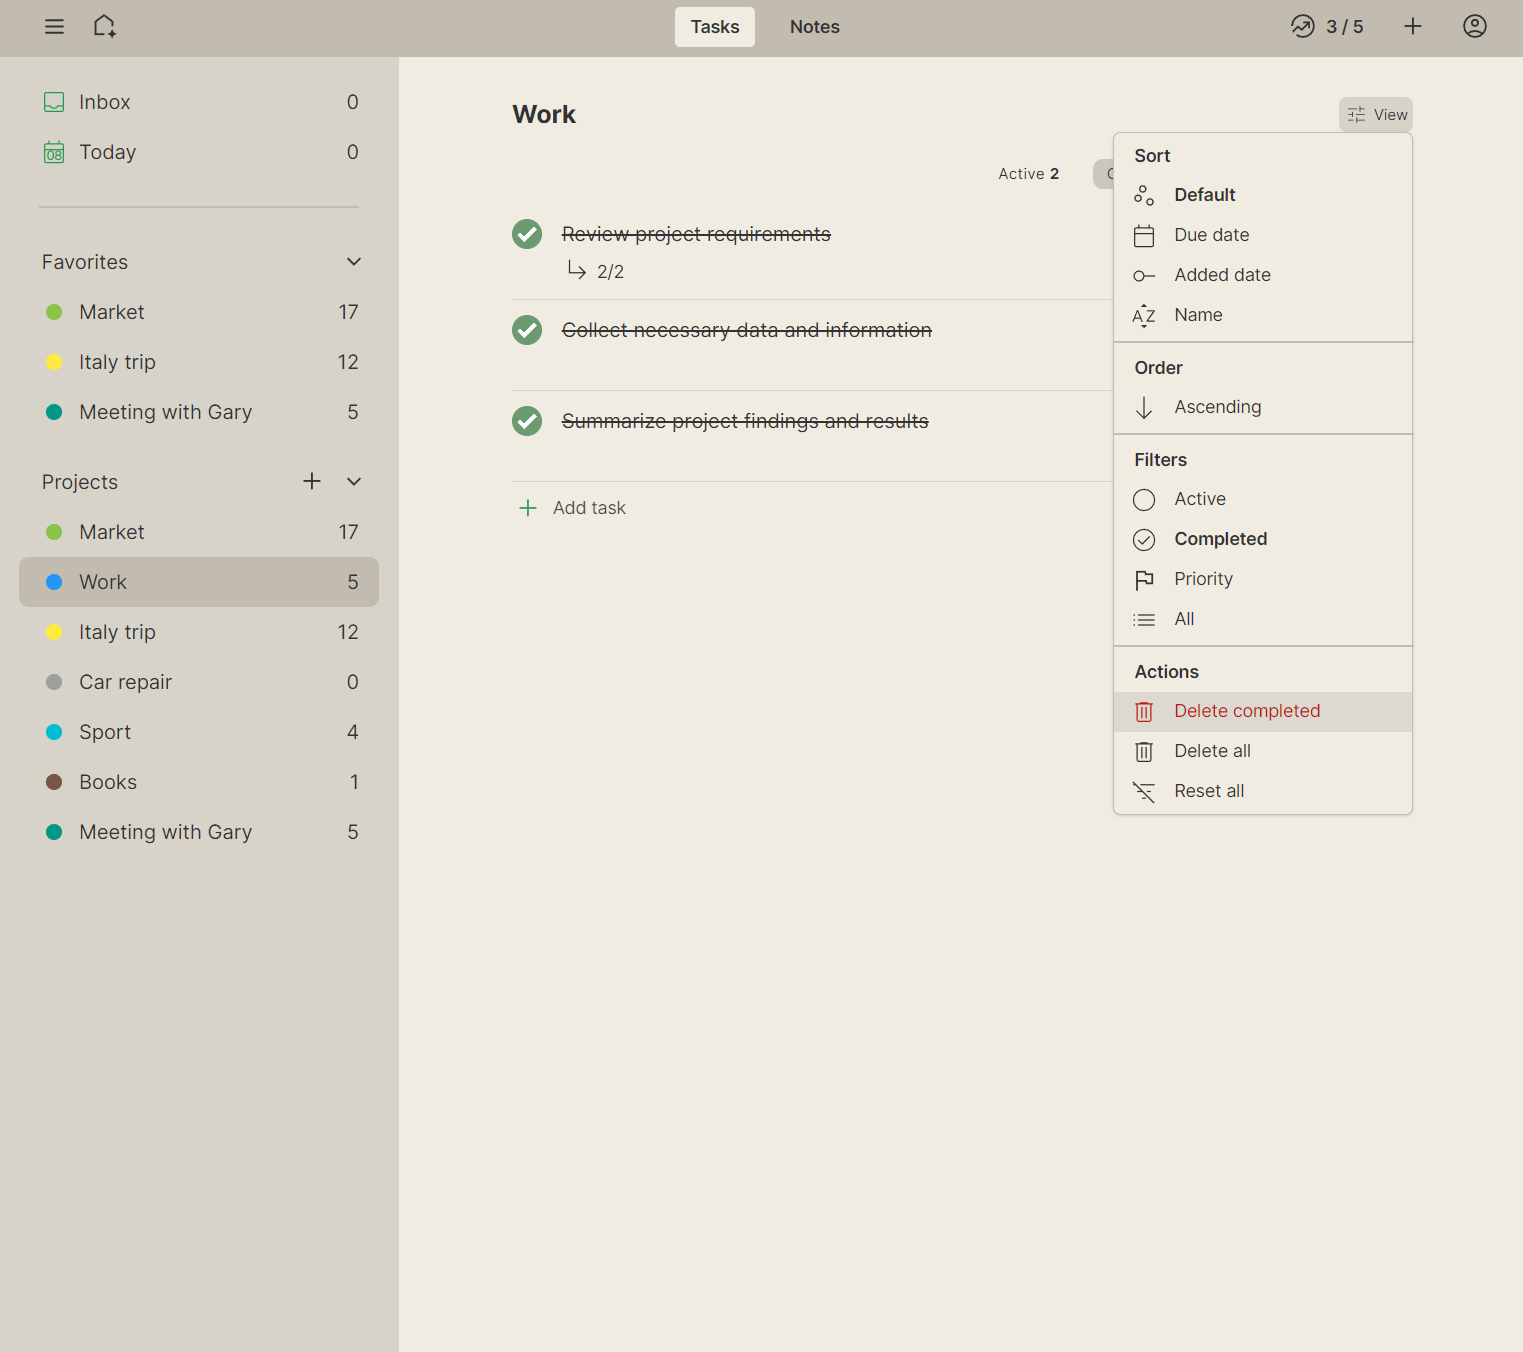 Tasks
Notes
3 / 5
Inbox 0
08
Today 0
Favorites
Market 17
Italy trip 12
Meeting with Gary 5
Projects
Market 17
Work 5
Italy trip 12
Car repair 0
Sport 4
Books 1
Meeting with Gary 5
Work
View
Active 2
Review project requirements
2/2
Collect necessary data and information
Summarize project findings and results
Add task
Sort
Default
Due date
Added date
AZ Name
Order
Ascending
Filters
Active
Completed
Priority
All
Actions
Delete completed
Delete all
Reset all